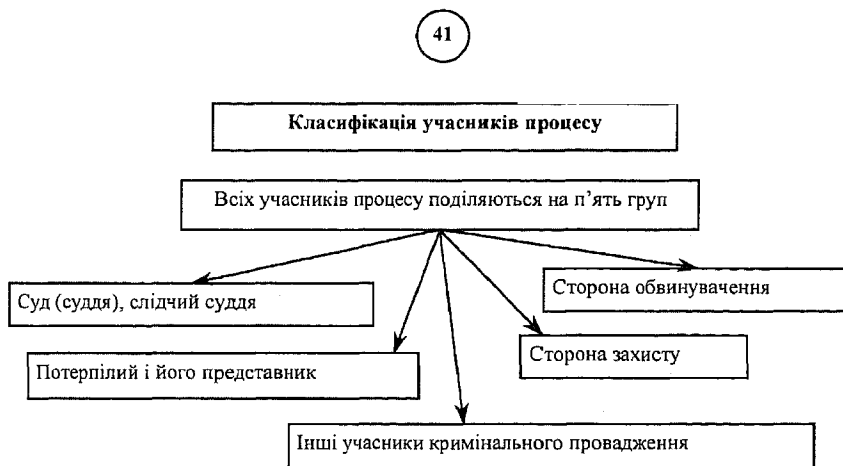 41
Класифікація учасників процесу
Всіх учасників процесу поділяються на п’ять груп
Суд (суддя), слідчий суддя
Сторона обвинувачення
Потерпілий і його представник
Сторона захисту
Інші учасники кримінального провадження